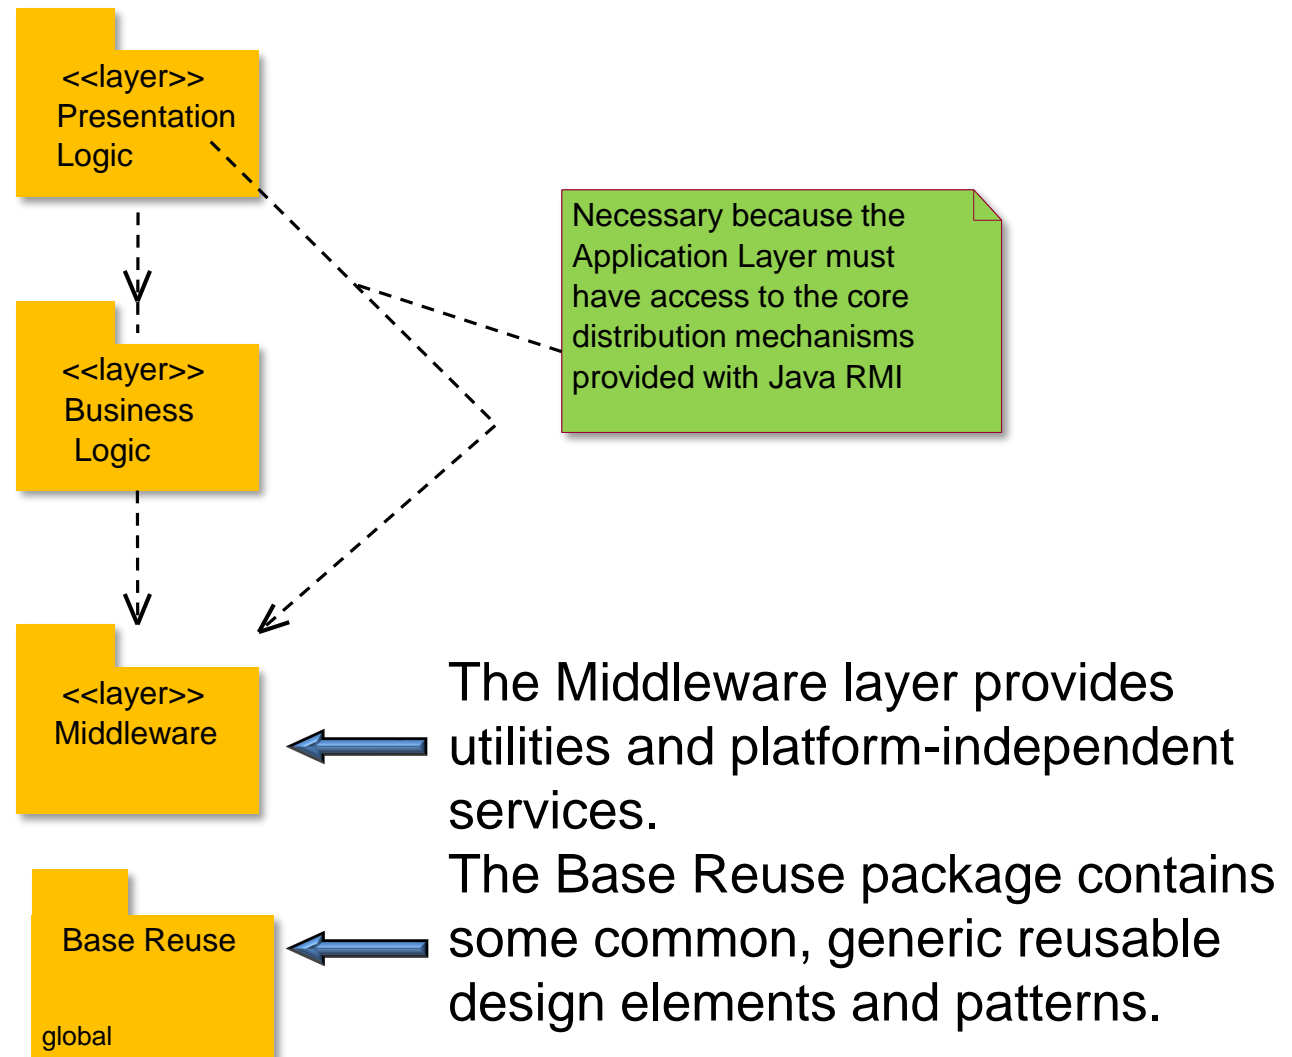 <<layer>>
Presentation
Logic
Necessary because the
Application Layer must
have access to the core
distribution mechanisms
provided with Java RMI
<<layer>>
Business
Logic
<<layer>>
Middleware
The Middleware layer provides
utilities and platform-independent
services.
The Base Reuse package contains
some common, generic reusable
design elements and patterns.
Base Reuse
global